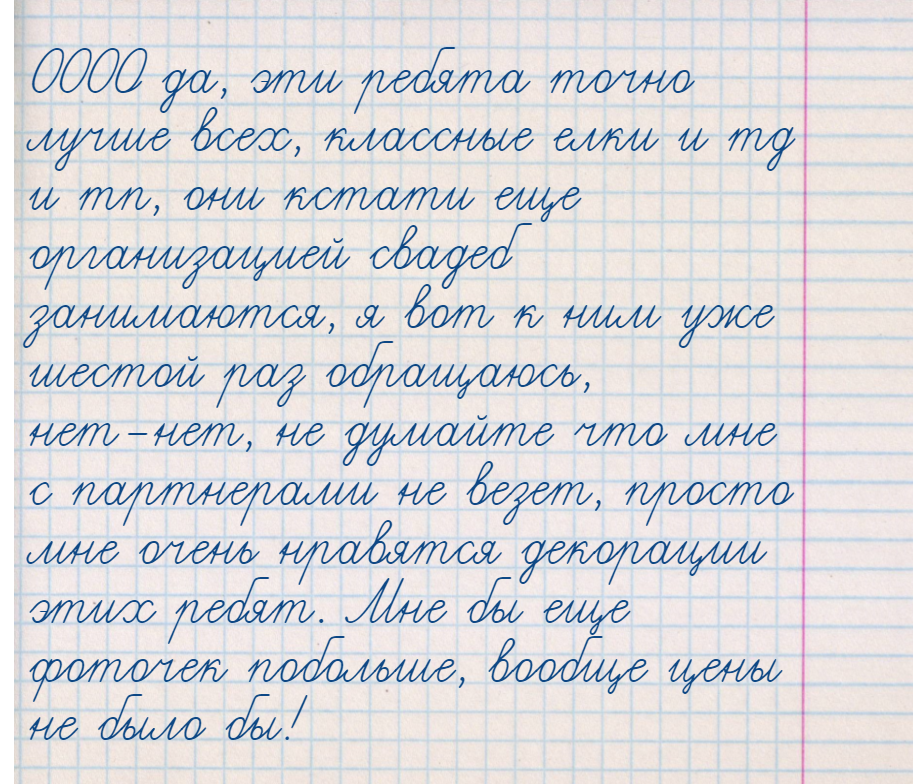 ОООО да, эти ребята точно
лучше всех, классные елки и тд
и тп, они кстати еще
организацией свадеб
занимаются, я вот к ним уже
шестой раз обращаюсь,
нет-нет, не думайте что мне
с партнерами не везет, просто
мне очень нравятся декорации
этих ребят. Мне бы еще
фоточек побольше, вообще цены
не было бы!